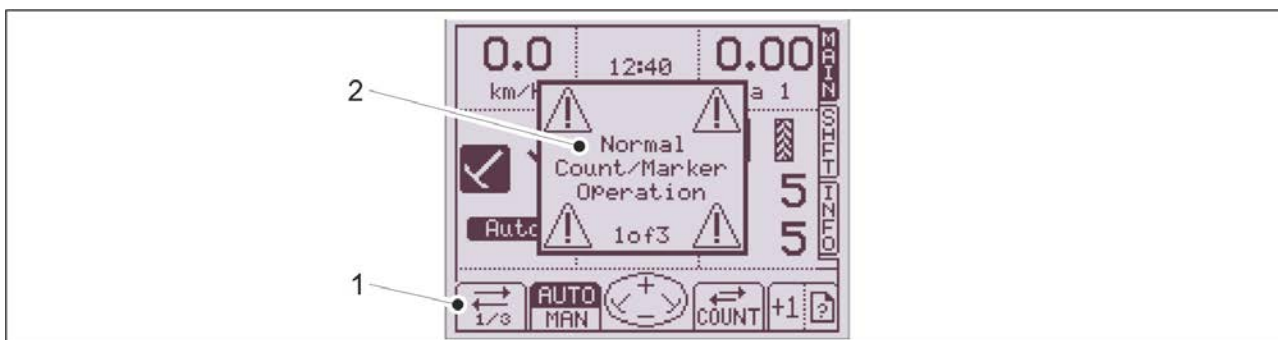 0.0
12:40
0.00
km/
a 1
MAIN
SHFT
INFO
2
Normal
Count/Marker
Operation
1of3
Auto
5
5
1
1/3
AUTO
MAN
+
-
COUNT
+1
?